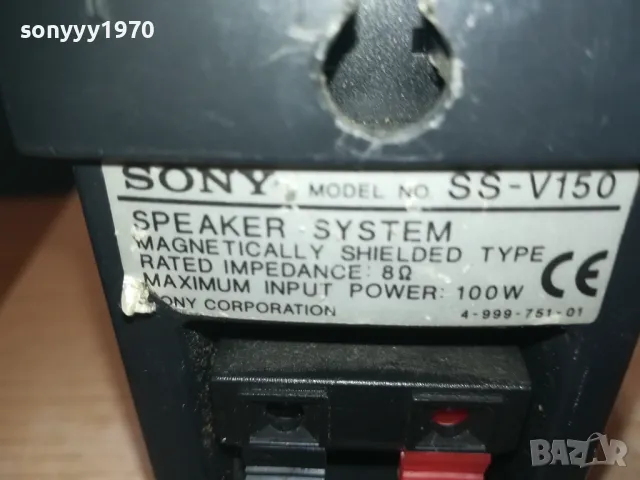 sonyyy1970
SONY MODEL NO SS-V150
SPEAKER SYSTEM
MAGNETICALLY SHIELDED TYPE
RATED IMPEDANCE: 8Ω
MAXIMUM INPUT POWER: 100W
SONY CORPORATION 4-999-751-01
CE
BAZAR